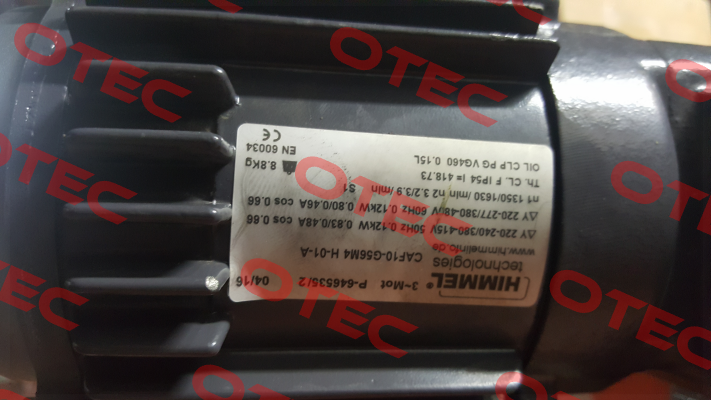 HIMMEL®
technologies
www.himmelinfo.de
3~Mot P-646535/2 04/16
CAF10-G56M4 H-01-A
ΔY 220-240/380-415V 50Hz 0.12kW 0.83/0.48A cos 0.66
ΔY 220-277/380-480V 60Hz 0.12kW 0.80/0.46A cos 0.66
n1 1350/1630 /min n2 3.2/3.9 /min S1
Th. CL. F IP54 i= 418.73
OIL CLP PG VG460 0.15L
8.8Kg
EN 60034
CE
OTEC
OTEC
OTEC
OTEC
OTEC
OTEC
OTEC
OTEC